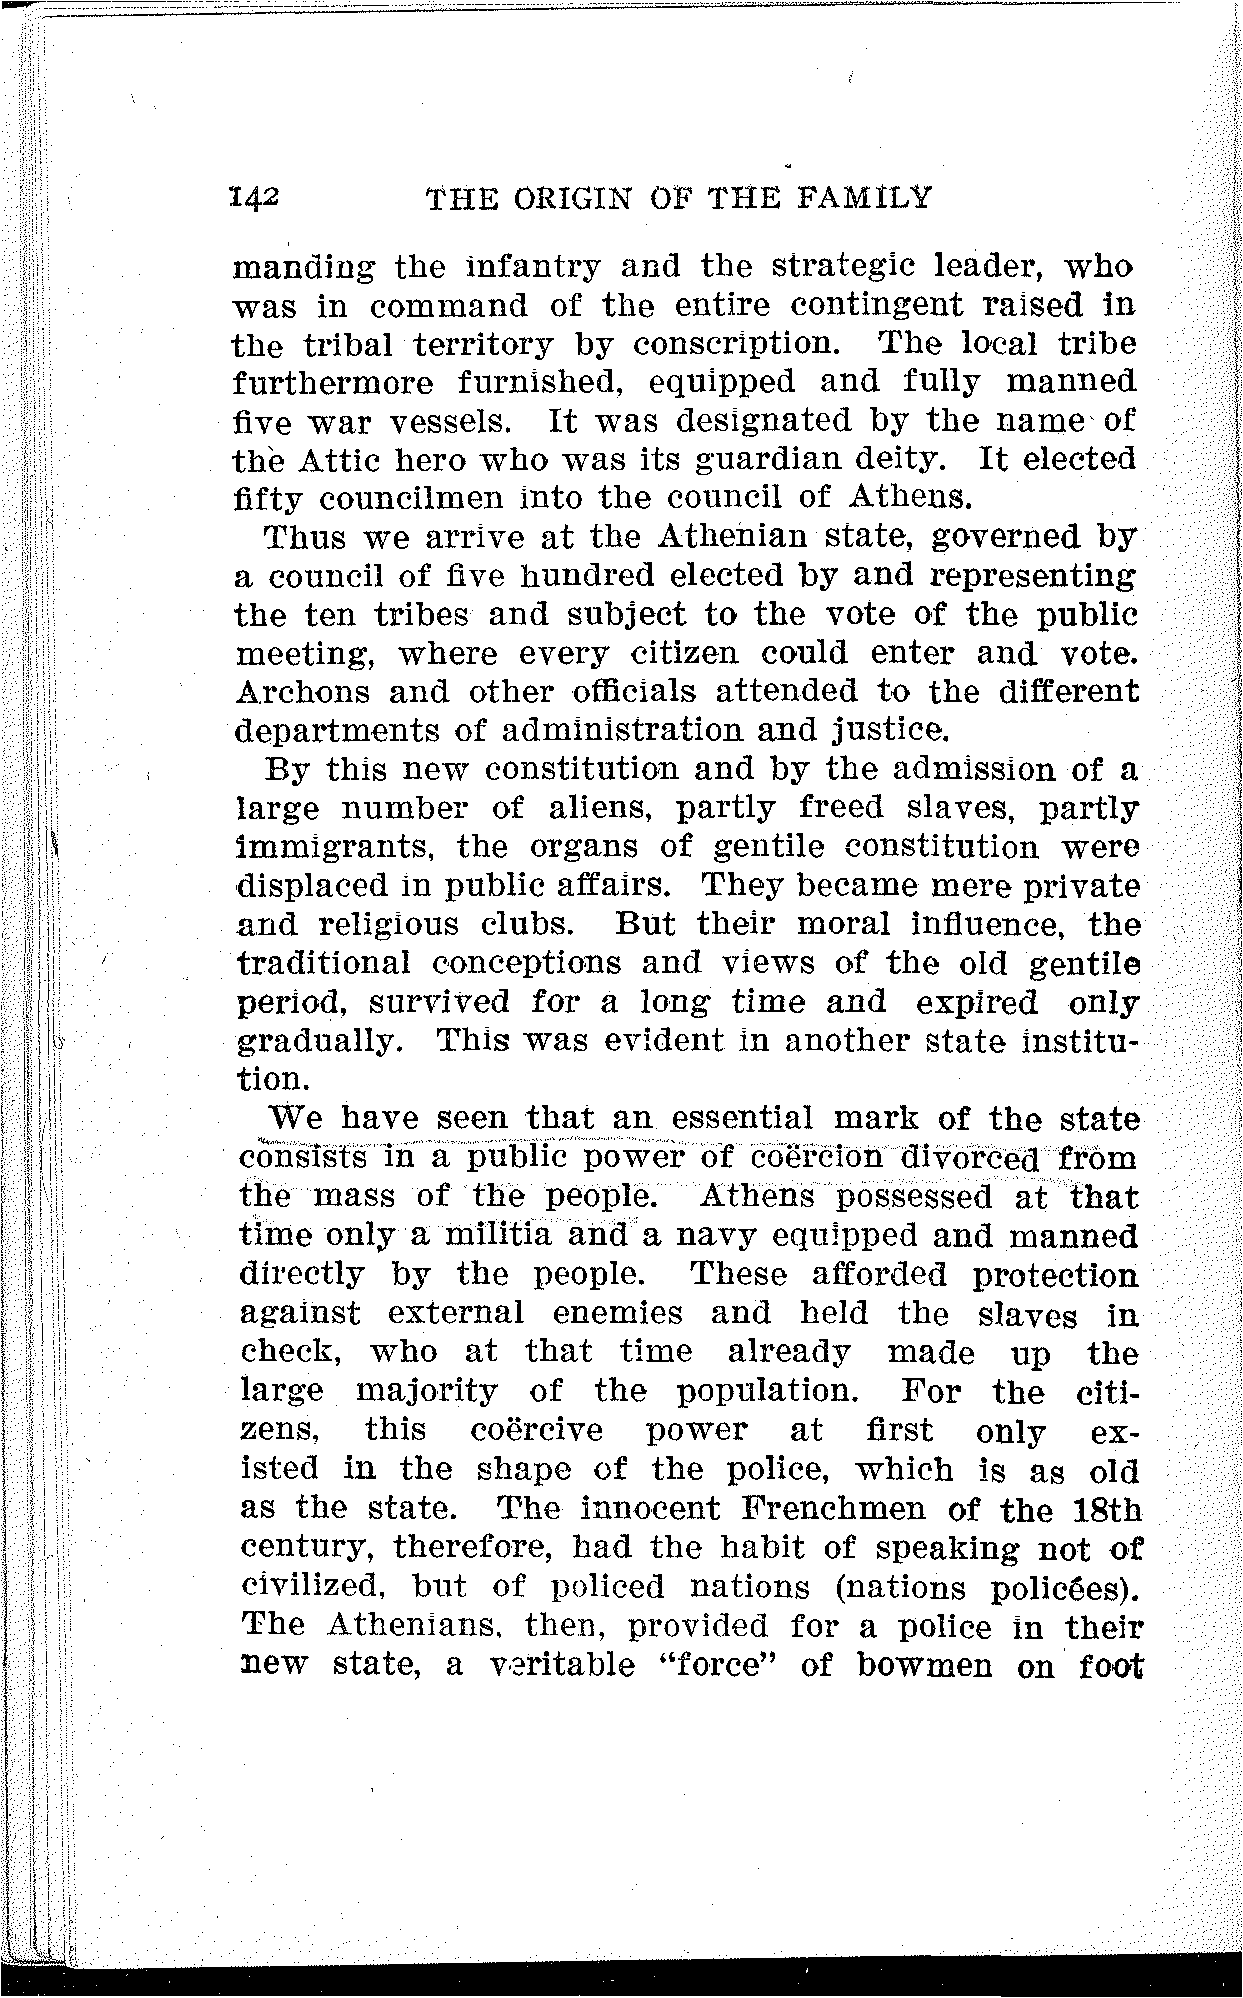 142 THE ORIGIN OF THE FAMILY
manding the infantry and the strategic leader, who
was in command of the entire contingent raised in
the tribal territory by conscription. The local tribe
furthermore furnished, equipped and fully manned
five war vessels. It was designated by the name of
the Attic hero who was its guardian deity. It elected
fifty councilmen into the council of Athens.
Thus we arrive at the Athenian state, governed by
a council of five hundred elected by and representing
the ten tribes and subject to the vote of the public
meeting, where every citizen could enter and vote.
Archons and other officials attended to the different
departments of administration and justice.
By this new constitution and by the admission of a
large number of aliens, partly freed slaves, partly
immigrants, the organs of gentile constitution were
displaced in public affairs. They became mere private
and religious clubs. But their moral influence, the
traditional conceptions and views of the old gentile
period, survived for a long time and expired only
gradually. This was evident in another state institu-
tion.
We have seen that an essential mark of the state
consists in a public power of coërcion divorced from
the mass of the people. Athens possessed at that
time only a militia and a navy equipped and manned
directly by the people. These afforded protection
against external enemies and held the slaves in
check, who at that time already made up the
large majority of the population. For the citi-
zens, this coërcive power at first only ex-
isted in the shape of the police, which is as old
as the state. The innocent Frenchmen of the 18th
century, therefore, had the habit of speaking not of
civilized, but of policed nations (nations policées).
The Athenians, then, provided for a police in their
new state, a veritable “force” of bowmen on foot